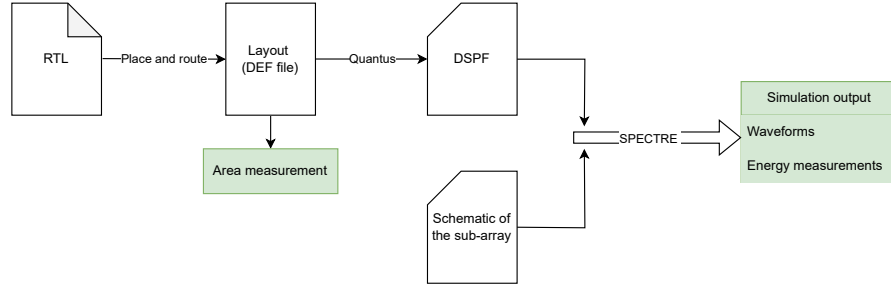 RTL
Place and route
Layout
(DEF file)
Quantus
DSPF
Area measurement
Schematic of
the sub-array
SPECTRE
Simulation output
Waveforms
Energy measurements